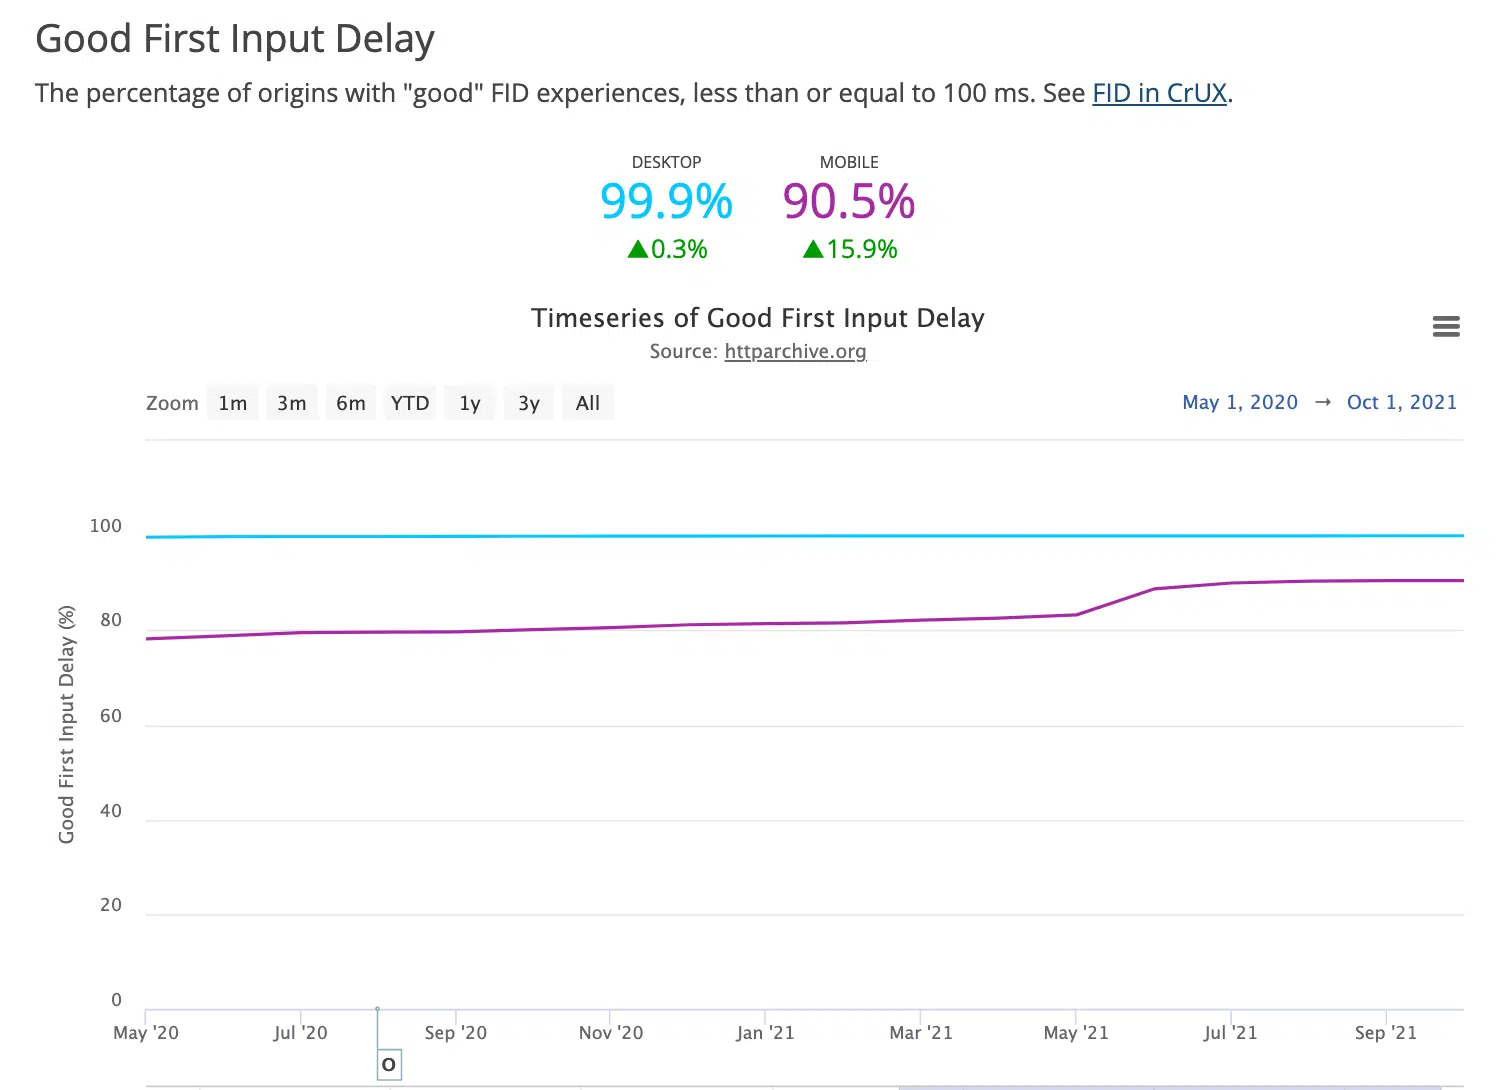 Good First Input Delay
The percentage of origins with "good" FID experiences, less than or equal to 100 ms. See FID in CrUX.
DESKTOP MOBILE
99.9% 90.5%
▲0.3% ▲15.9%
Timeseries of Good First Input Delay
Source: httparchive.org
Zoom 1m 3m 6m YTD 1y 3y All May 1, 2020 → Oct 1, 2021
Good First Input Delay (%)
100
80
60
40
20
0
May '20 Jul '20 Sep '20 Nov '20 Jan '21 Mar '21 May '21 Jul '21 Sep '21
O